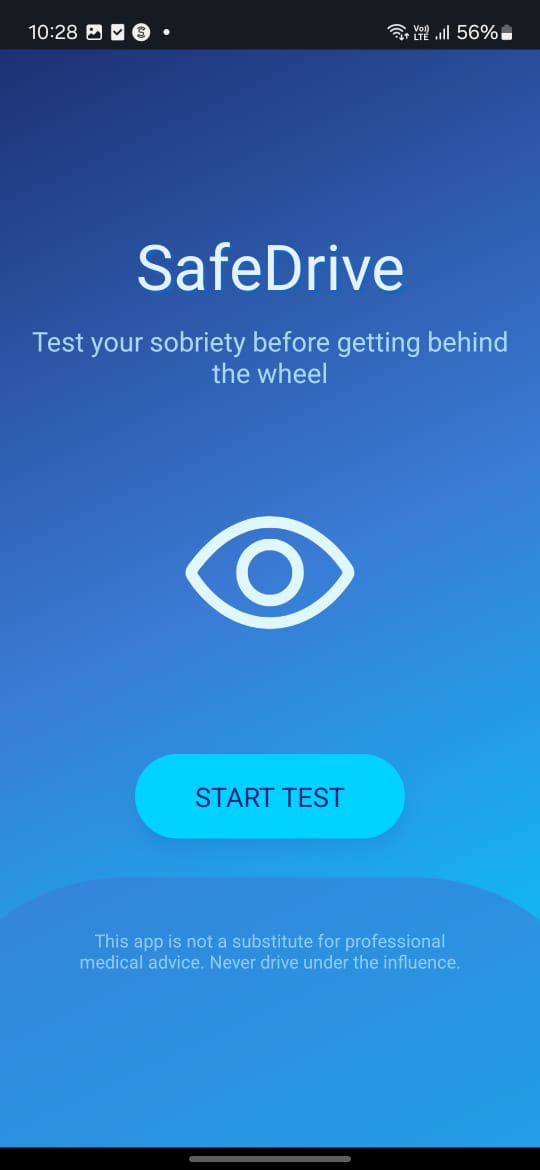 10:28
Vo)) LTE 56%
SafeDrive
Test your sobriety before getting behind
the wheel
START TEST
This app is not a substitute for professional
medical advice. Never drive under the influence.